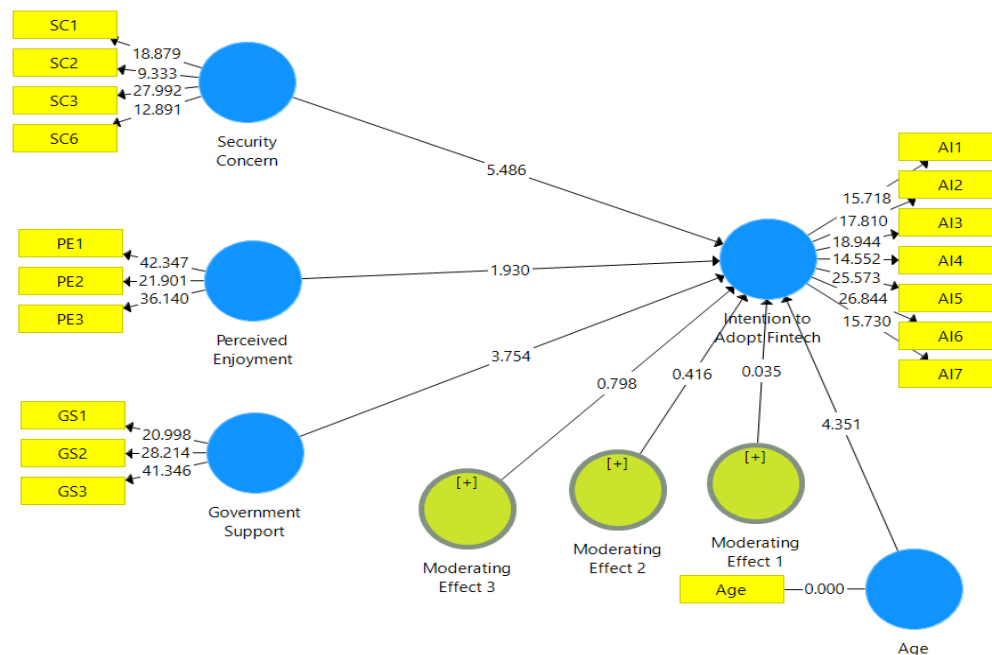 SC1
SC2
SC3
SC6
18.879
9.333
27.992
12.891
Security
Concern
5.486
PE1
PE2
PE3
42.347
21.901
36.140
Perceived
Enjoyment
1.930
GS1
GS2
GS3
20.998
28.214
41.346
Government
Support
3.754
AI1
AI2
AI3
AI4
AI5
AI6
AI7
15.718
17.810
18.944
14.552
25.573
26.844
15.730
Intention to
Adopt Fintech
0.798
0.416
0.035
4.351
[+]
Moderating
Effect 3
[+]
Moderating
Effect 2
[+]
Moderating
Effect 1
Age
0.000
Age